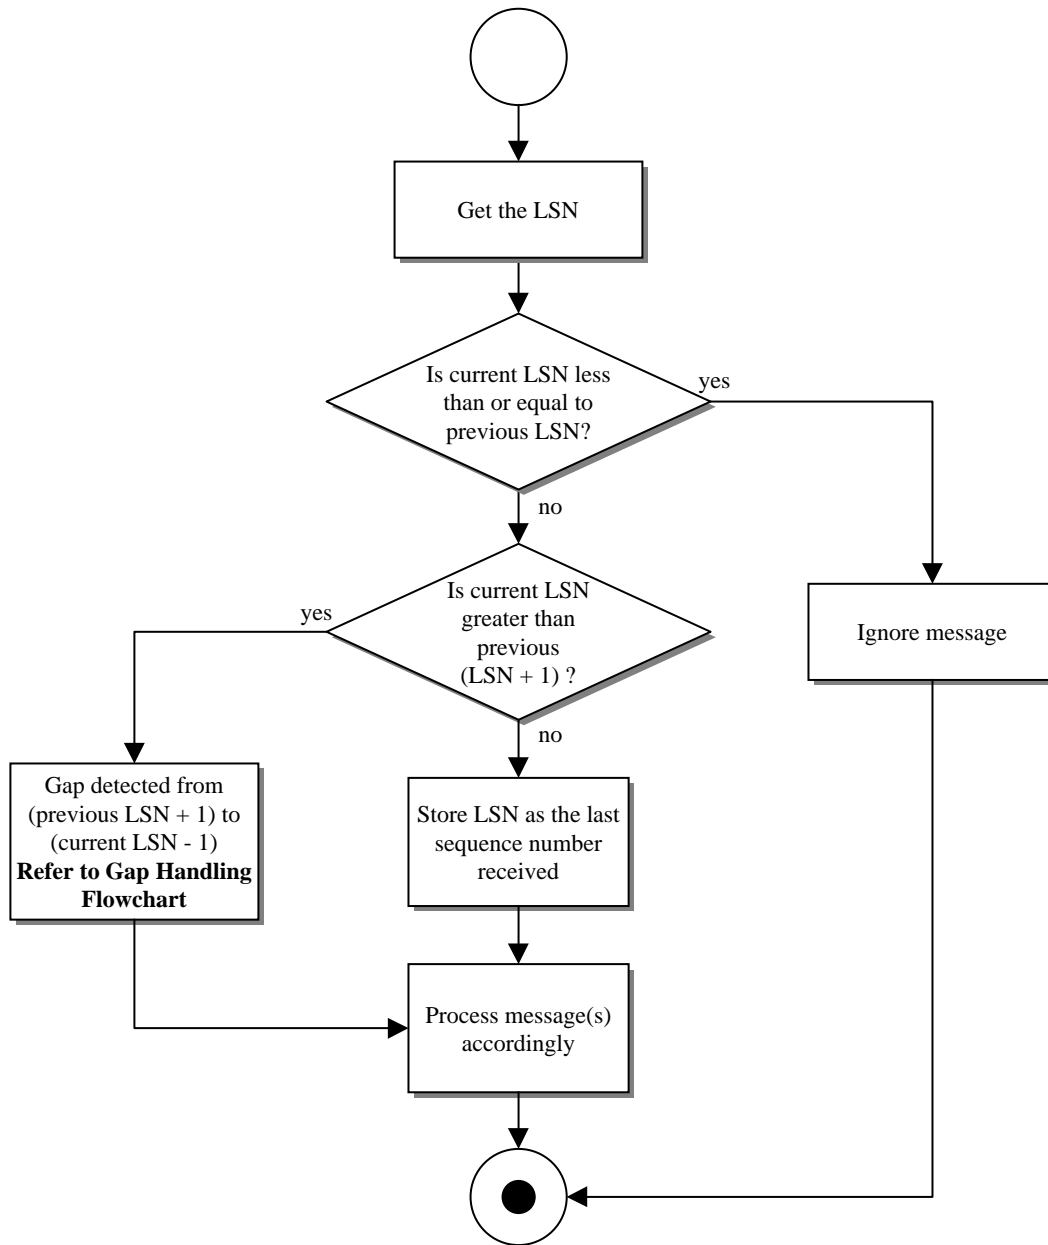 Get the LSN
Is current LSN less
than or equal to
previous LSN?
yes
no
Is current LSN
greater than
previous
(LSN + 1) ?
yes
Ignore message
no
Gap detected from
(previous LSN + 1) to
(current LSN - 1)
Refer to Gap Handling
Flowchart
Store LSN as the last
sequence number
received
Process message(s)
accordingly